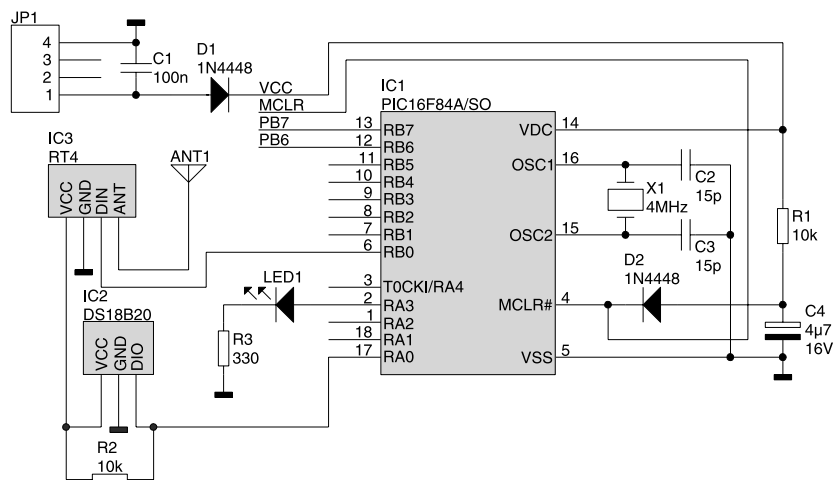 JP1
4
3
2
1
C1
100n
D1
1N4448
VCC
MCLR
PB7
PB6
IC1
PIC16F84A/SO
13 RB7
12 RB6
11 RB5
10 RB4
9 RB3
8 RB2
7 RB1
6 RB0
3 T0CKI/RA4
2 RA3
1 RA2
18 RA1
17 RA0
VDC 14
OSC1 16
OSC2 15
MCLR# 4
VSS 5
IC3
RT4
VCC
GND
DIN
ANT
ANT1
IC2
DS18B20
VCC
GND
DIO
R2
10k
LED1
R3
330
X1
4MHz
C2
15p
C3
15p
D2
1N4448
R1
10k
C4
4µ7
16V